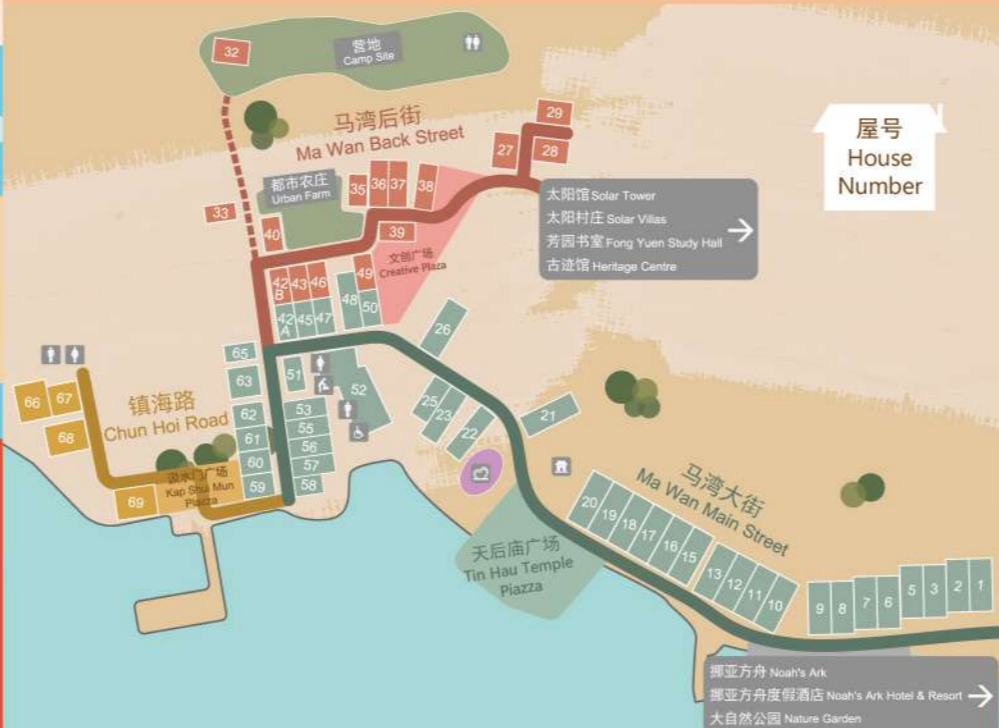 32
营地
Camp Site
马湾后街
Ma Wan Back Street
29
27
28
屋号
House
Number
都市农庄
Urban Farm
35
36
37
38
33
40
39
太阳馆 Solar Tower
太阳村庄 Solar Villas
芳园书室 Fong Yuen Study Hall
古迹馆 Heritage Centre
文创广场
Creative Plaza
42B
43
46
49
42A
45
47
48
50
26
65
51
63
52
25
23
22
21
66
67
68
镇海路
Chun Hoi Road
62
61
60
59
53
55
56
57
58
69
汲水门广场
Kap Shui Mun
Piazza
马湾大街
Ma Wan Main Street
天后庙广场
Tin Hau Temple
Piazza
20
19
18
17
16
15
13
12
11
10
9
8
7
6
5
3
2
1
挪亚方舟 Noah's Ark
挪亚方舟度假酒店 Noah's Ark Hotel & Resort
大自然公园 Nature Garden